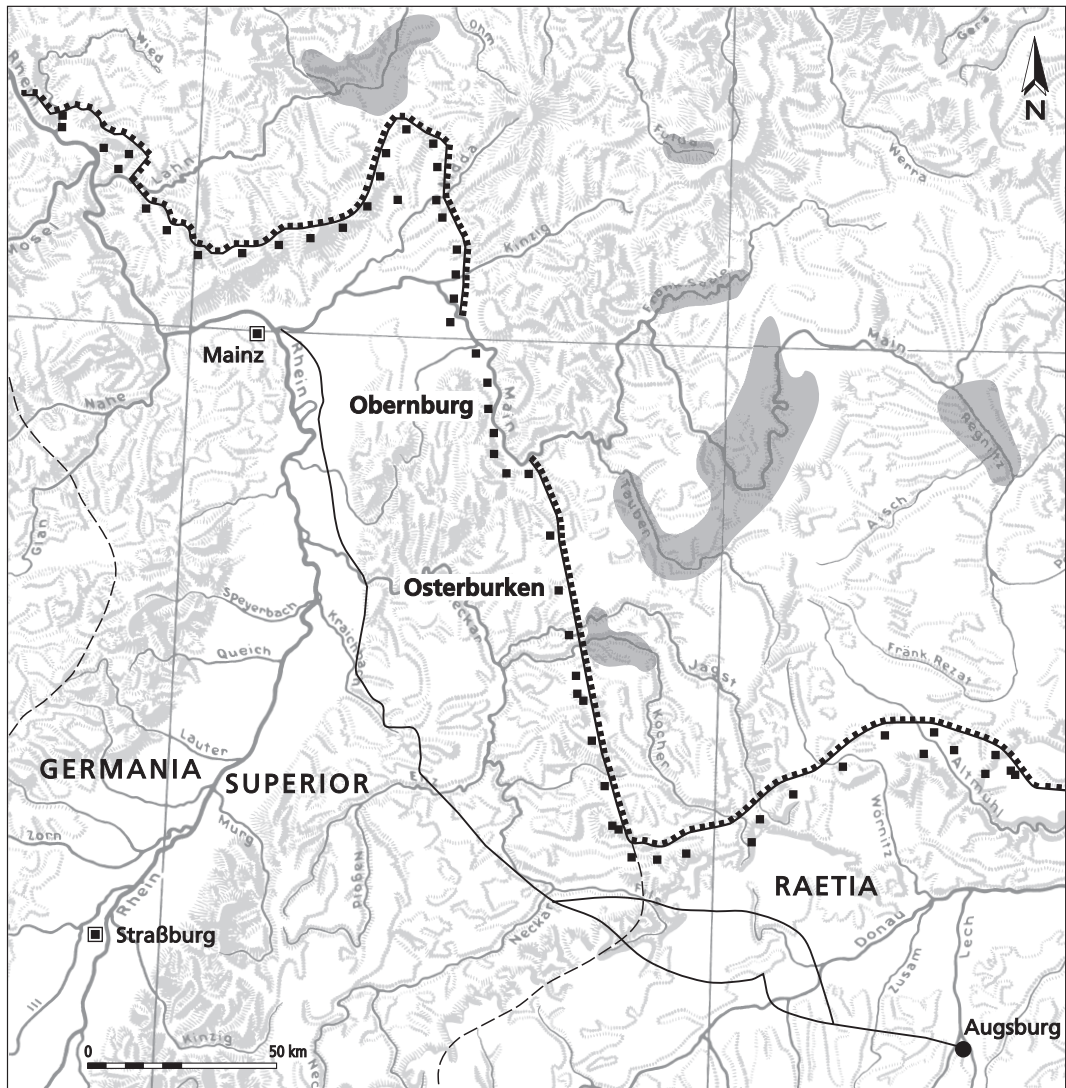 Wied
Ohm
Rhein
N
Fulda
Werra
Lahn
Mosel
Kinzig
Fränk. Saale
Mainz
Rhein
Main
Main
Nahe
Obernburg
Regnitz
Tauber
Glan
Aisch
Osterburken
Neckar
Speyerbach
Kraichbach
Queich
Jagst
Fränk Rezat
Kocher
Lauter
GERMANIA
SUPERIOR
Enz
Altmühl
Murg
Wörnitz
Zorn
Nagold
RAETIA
Rhein
Straßburg
Neckar
Donau
Lech
Zusam
Ill
Augsburg
Kinzig
0 50 km